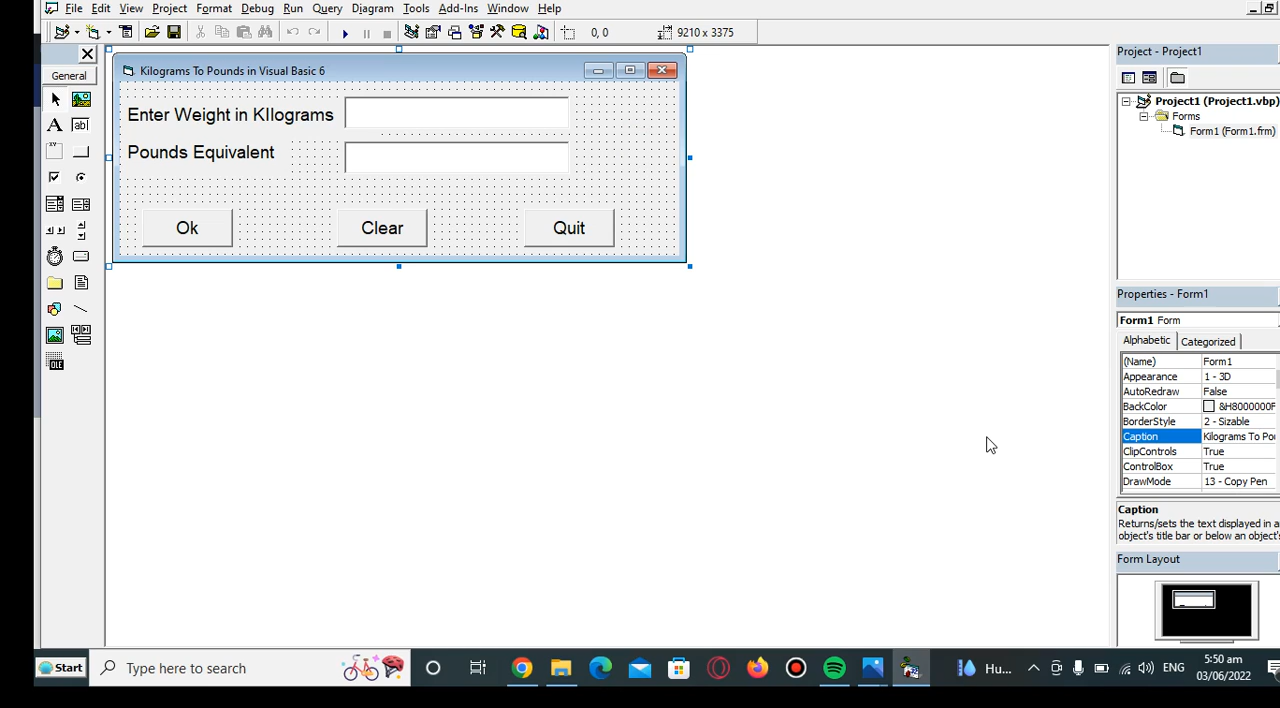 File Edit View Project Format Debug Run Query Diagram Tools Add-Ins Window Help
0, 0 9210 x 3375
General
A ab|
XY
OLE
Kilograms To Pounds in Visual Basic 6
Enter Weight in KIlograms
Pounds Equivalent
Ok Clear Quit
Project - Project1
Project1 (Project1.vbp)
Forms
Form1 (Form1.frm)
Properties - Form1
Form1 Form
Alphabetic Categorized
(Name) Form1
Appearance 1 - 3D
AutoRedraw False
BackColor &H8000000F
BorderStyle 2 - Sizable
Caption Kilograms To Pou
ClipControls True
ControlBox True
DrawMode 13 - Copy Pen
Caption
Returns/sets the text displayed in a
object's title bar or below an object's
Form Layout
Start Type here to search Hu... ENG 5:50 am
03/06/2022